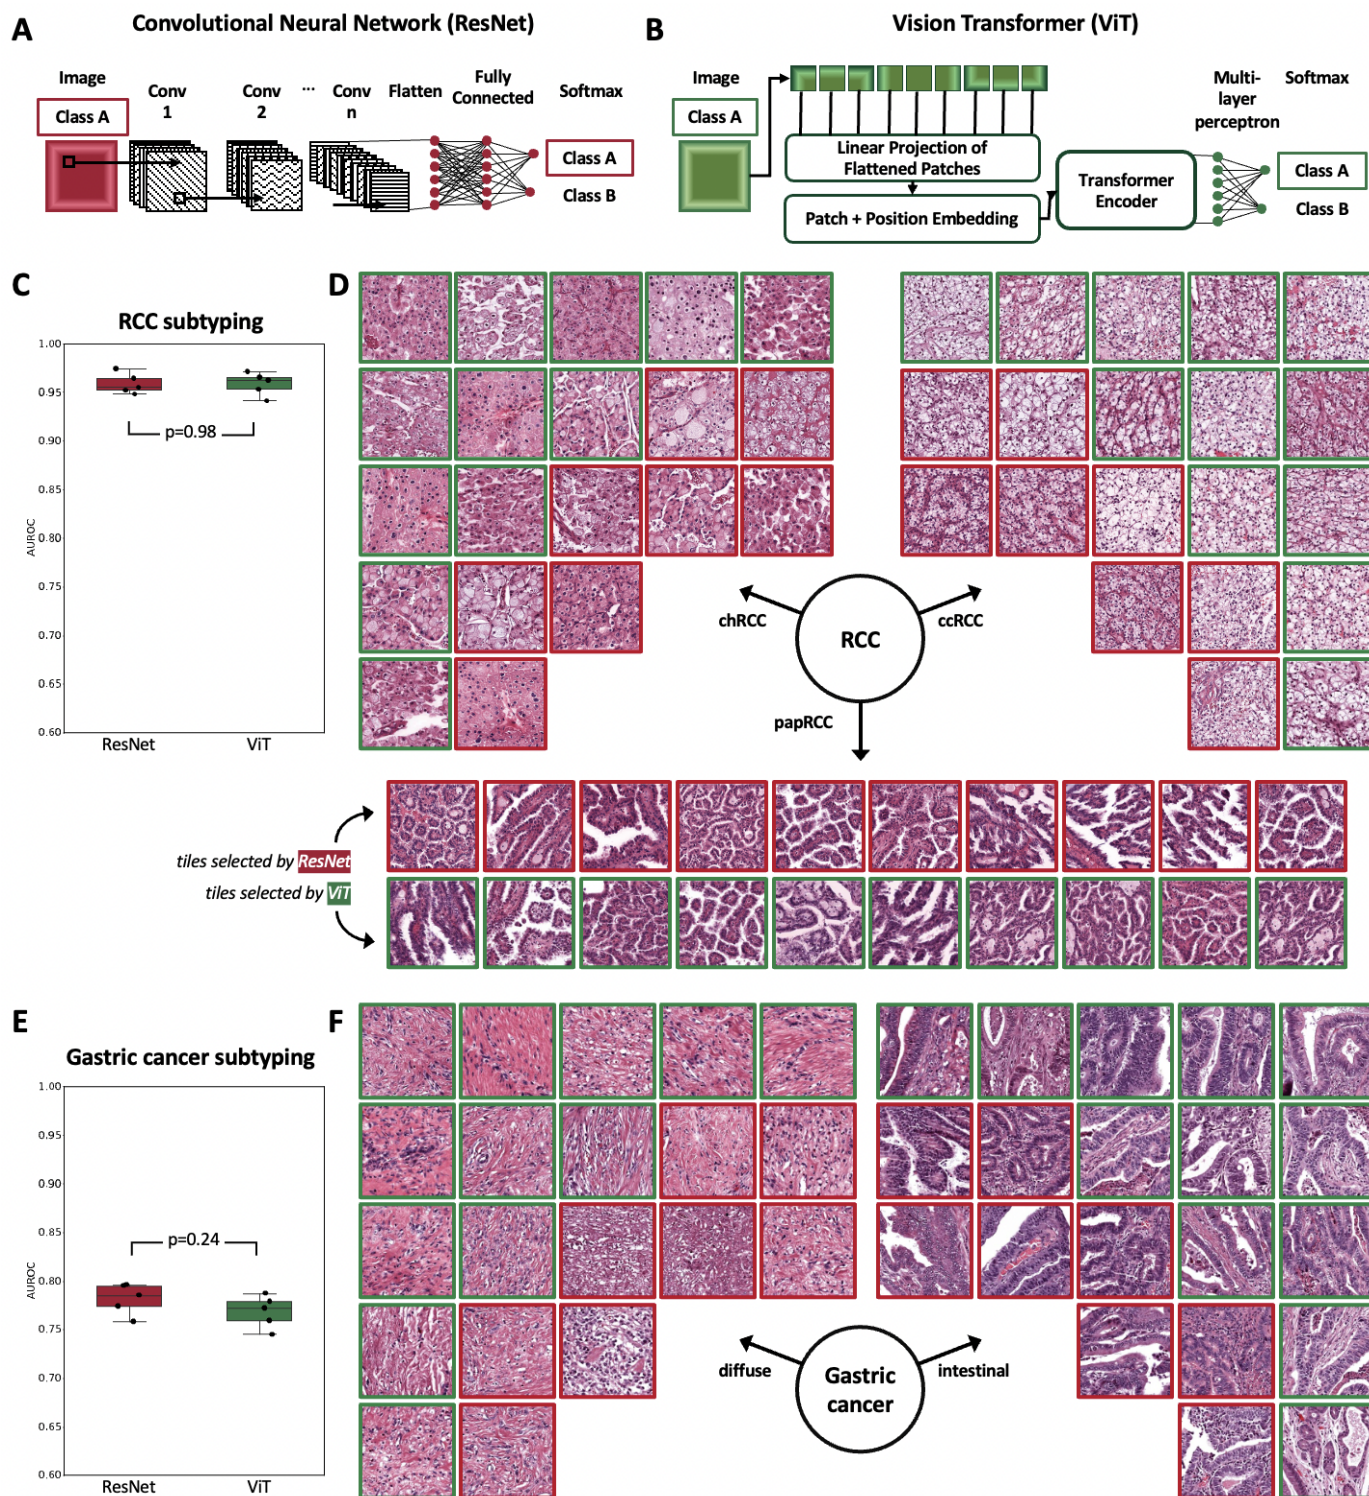 A
Convolutional Neural Network (ResNet)
Image
Class A
Conv
1
Conv
2
...
Conv
n
Flatten
Fully
Connected
Softmax
Class A
Class B
B
Vision Transformer (ViT)
Image
Class A
Linear Projection of
Flattened Patches
Patch + Position Embedding
Transformer
Encoder
Multi-
layer
perceptron
Softmax
Class A
Class B
C
RCC subtyping
1.00
0.95
0.90
0.85
0.80
0.75
0.70
0.65
0.60
AUROC
p=0.98
ResNet
ViT
D
chRCC
ccRCC
RCC
papRCC
tiles selected by ResNet
tiles selected by ViT
E
Gastric cancer subtyping
1.00
0.95
0.90
0.85
0.80
0.75
0.70
0.65
0.60
AUROC
p=0.24
ResNet
ViT
F
diffuse
intestinal
Gastric
cancer